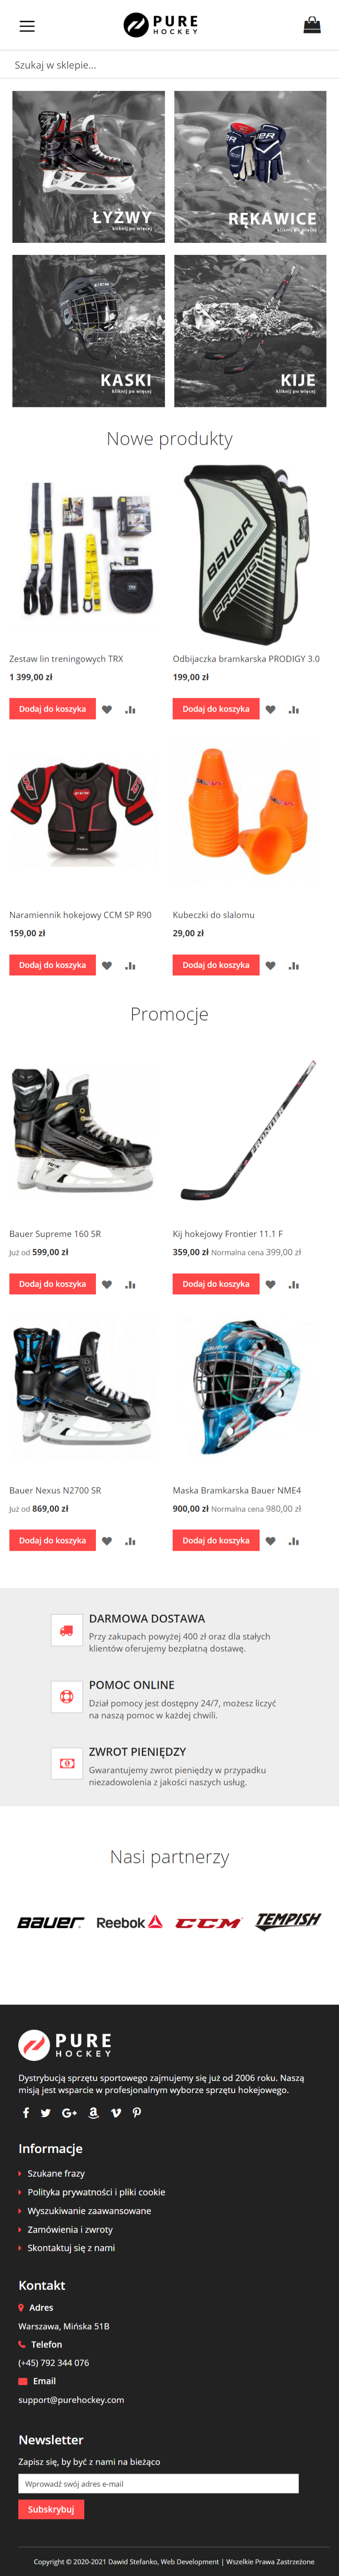 PURE
HOCKEY
Szukaj w sklepie...
ŁYŻWY
kliknij po więcej
RĘKAWICE
kliknij po więcej
KASKI
kliknij po więcej
KIJE
kliknij po więcej
Nowe produkty
Zestaw lin treningowych TRX
1 399,00 zł
Dodaj do koszyka
BAUER
PRODIGY
Odbijaczka bramkarska PRODIGY 3.0
199,00 zł
Dodaj do koszyka
CCM
Naramiennik hokejowy CCM SP R90
159,00 zł
Dodaj do koszyka
Kubeczki do slalomu
29,00 zł
Dodaj do koszyka
Promocje
Bauer Supreme 160 SR
Już od 599,00 zł
Dodaj do koszyka
FRONTIER
Kij hokejowy Frontier 11.1 F
359,00 zł Normalna cena 399,00 zł
Dodaj do koszyka
BAUER
Bauer Nexus N2700 SR
Już od 869,00 zł
Dodaj do koszyka
BAUER
Maska Bramkarska Bauer NME4
900,00 zł Normalna cena 980,00 zł
Dodaj do koszyka
DARMOWA DOSTAWA
Przy zakupach powyżej 400 zł oraz dla stałych
klientów oferujemy bezpłatną dostawę.
POMOC ONLINE
Dział pomocy jest dostępny 24/7, możesz liczyć
na naszą pomoc w każdej chwili.
ZWROT PIENIĘDZY
Gwarantujemy zwrot pieniędzy w przypadku
niezadowolenia z jakości naszych usług.
Nasi partnerzy
BAUER Reebok CCM TEMPISH
PURE
HOCKEY
Dystrybucją sprzętu sportowego zajmujemy się już od 2006 roku. Naszą
misją jest wsparcie w profesjonalnym wyborze sprzętu hokejowego.
Informacje
Szukane frazy
Polityka prywatności i pliki cookie
Wyszukiwanie zaawansowane
Zamówienia i zwroty
Skontaktuj się z nami
Kontakt
Adres
Warszawa, Mińska 51B
Telefon
(+45) 792 344 076
Email
support@purehockey.com
Newsletter
Zapisz się, by być z nami na bieżąco
Wprowadź swój adres e-mail
Subskrybuj
Copyright © 2020-2021 Dawid Stefanko, Web Development | Wszelkie Prawa Zastrzeżone